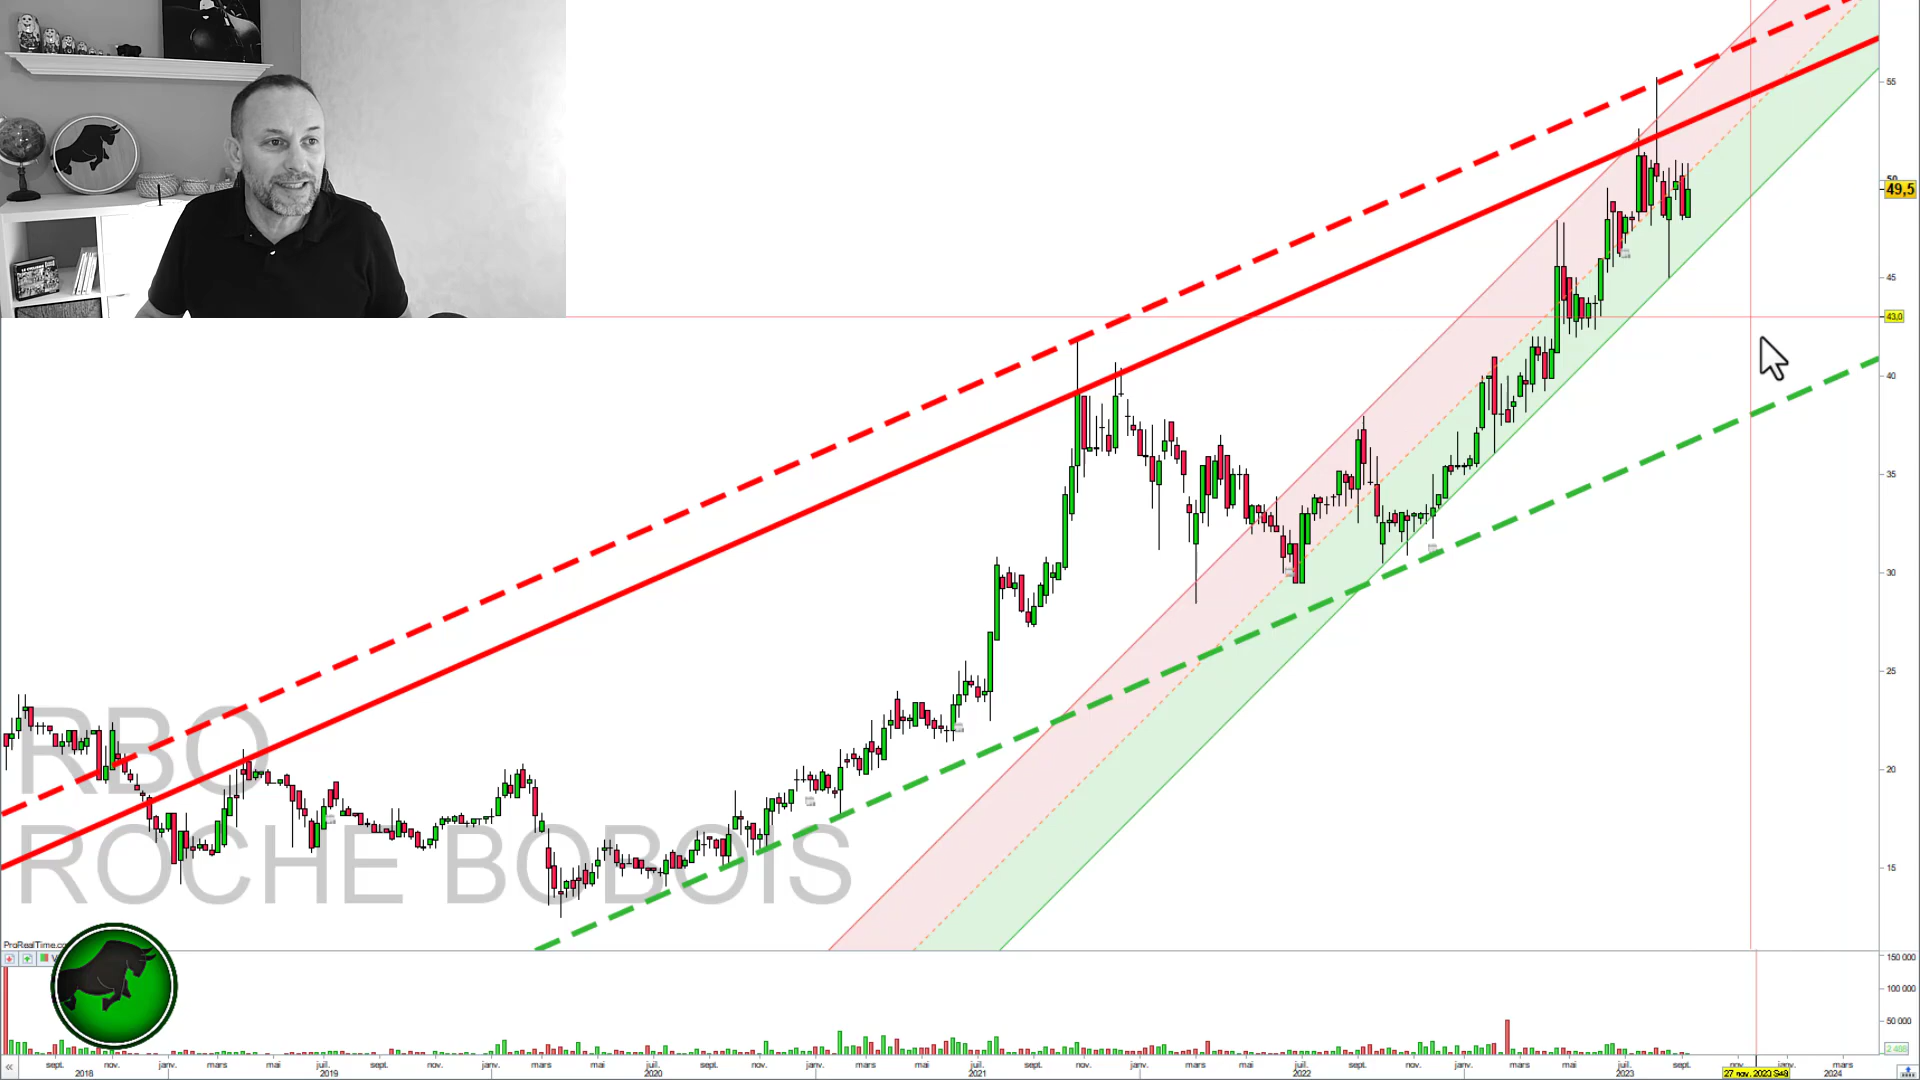 55
50
49,5
45
43,0
40
35
30
25
20
15
RBO
ROCHE BOBOIS
ProRealTime.co
V
150 000
100 000
50 000
2 488
sept. nov. janv. mars mai juil. sept. nov. janv. mars mai juil. sept. nov. janv. mars mai juil. sept. nov. janv. mars mai juil. sept. nov. janv. mars mai juil. sept. nov. janv. mars
2018 2019 2020 2021 2022 2023 27 nov. 2023 S48 2024